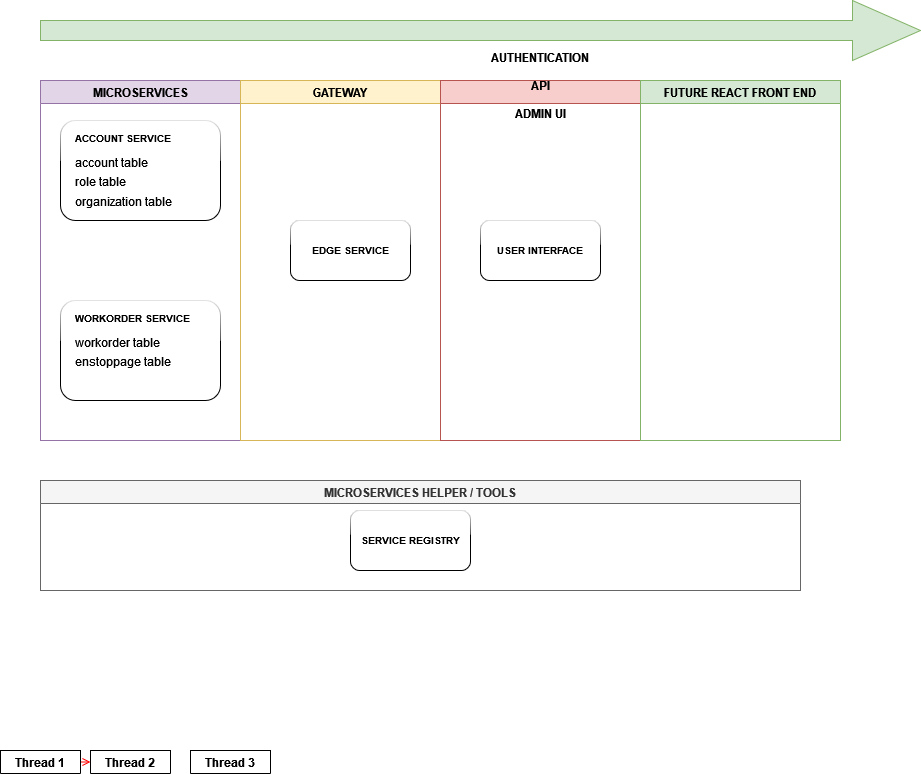 AUTHENTICATION
MICROSERVICES
GATEWAY
API
FUTURE REACT FRONT END
ADMIN UI
ACCOUNT SERVICE
account table
role table
organization table
EDGE SERVICE
USER INTERFACE
WORKORDER SERVICE
workorder table
enstoppage table
MICROSERVICES HELPER / TOOLS
SERVICE REGISTRY
Thread 1
Thread 2
Thread 3